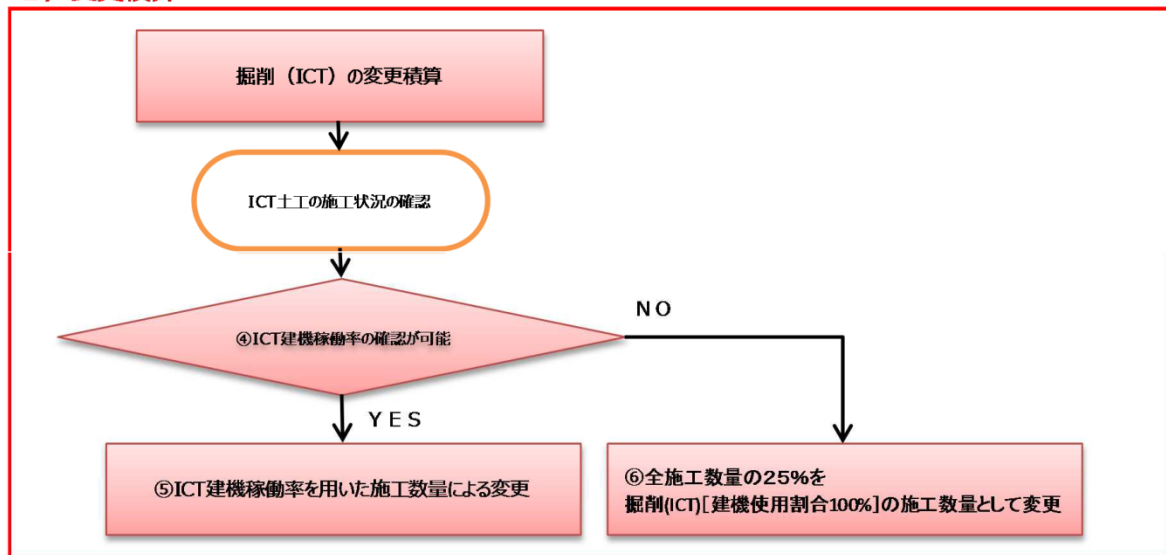 掘削（ICT）の変更積算
ICT土工の施工状況の確認
④ICT建機稼働率の確認が可能
NO
YES
⑤ICT建機稼働率を用いた施工数量による変更
⑥全施工数量の25%を
掘削(ICT)[建機使用割合100%]の施工数量として変更